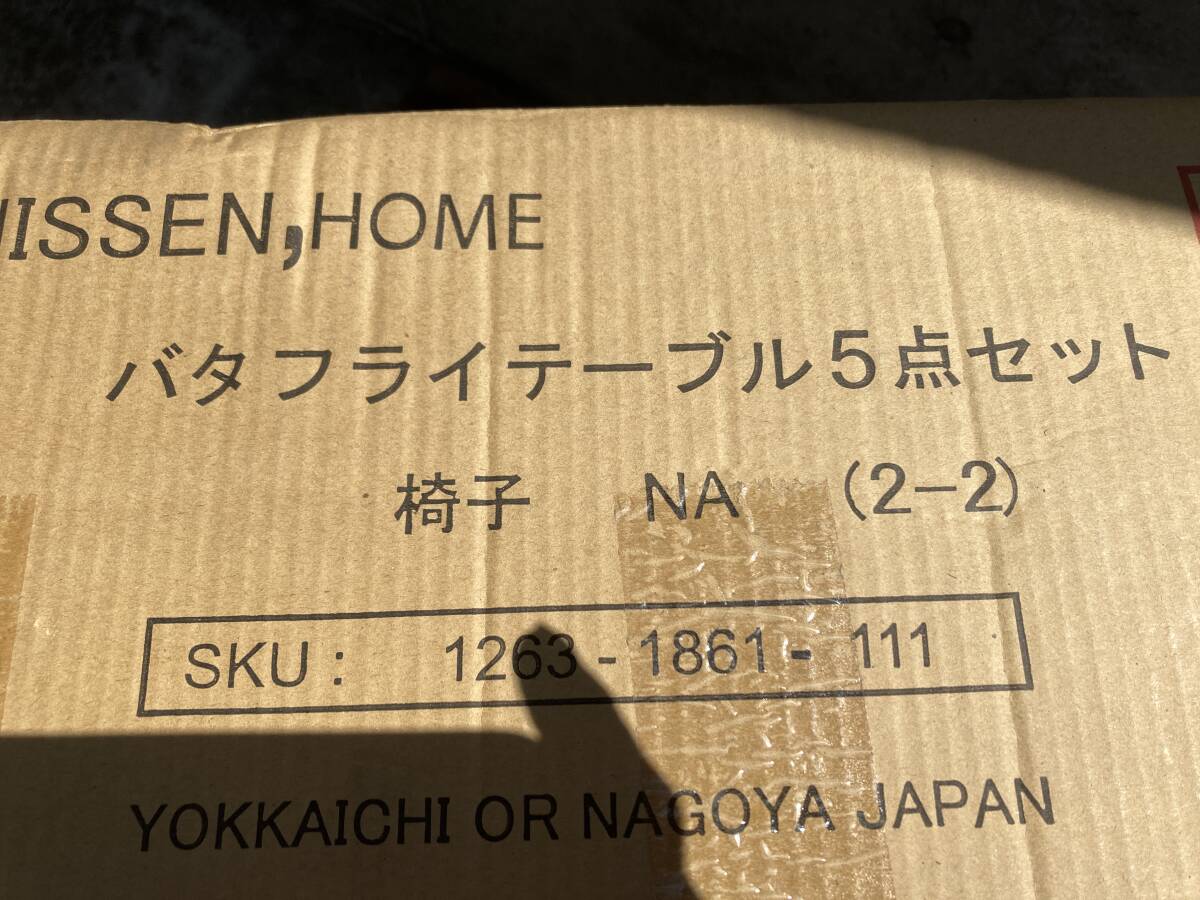 NISSEN,HOME
バタフライテーブル5点セット
椅子 NA (2-2)
SKU: 1263-1861-111
YOKKAICHI OR NAGOYA JAPAN